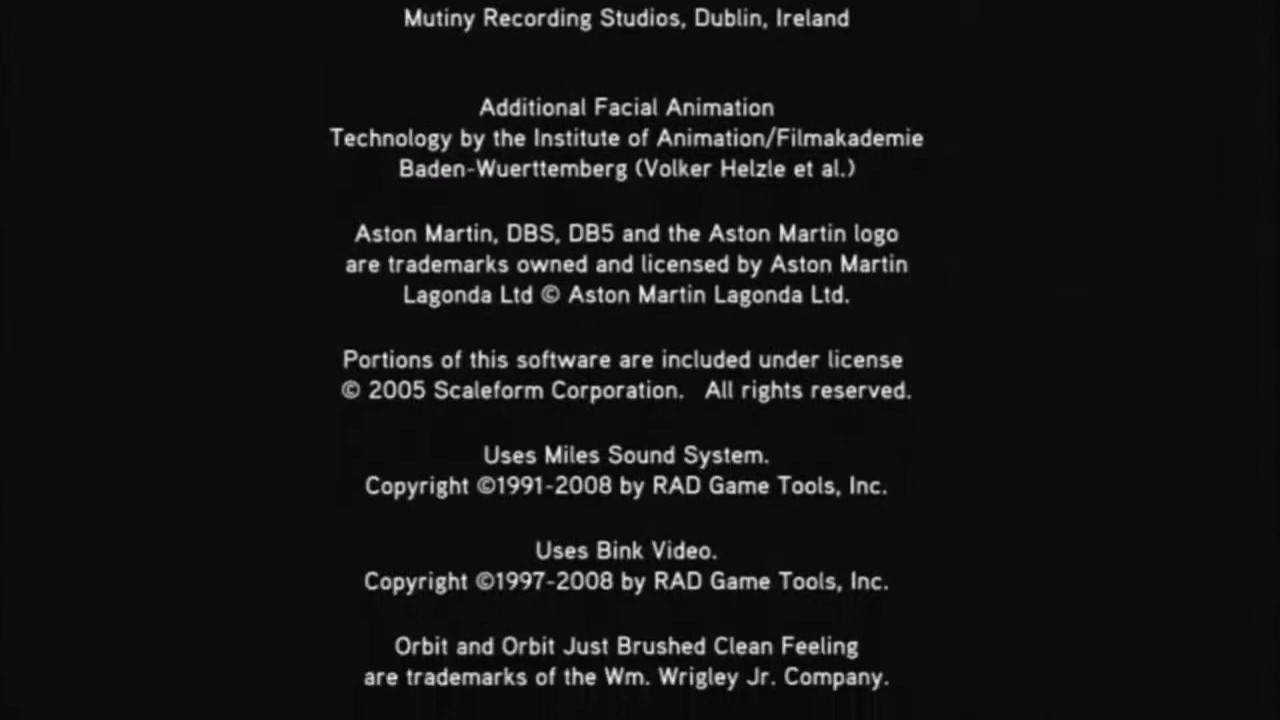 Mutiny Recording Studios, Dublin, Ireland
Additional Facial Animation
Technology by the Institute of Animation/Filmakademie
Baden-Wuerttemberg (Volker Helzle et al.)
Aston Martin, DBS, DB5 and the Aston Martin logo
are trademarks owned and licensed by Aston Martin
Lagonda Ltd © Aston Martin Lagonda Ltd.
Portions of this software are included under license
© 2005 Scaleform Corporation. All rights reserved.
Uses Miles Sound System.
Copyright ©1991-2008 by RAD Game Tools, Inc.
Uses Bink Video.
Copyright ©1997-2008 by RAD Game Tools, Inc.
Orbit and Orbit Just Brushed Clean Feeling
are trademarks of the Wm. Wrigley Jr. Company.